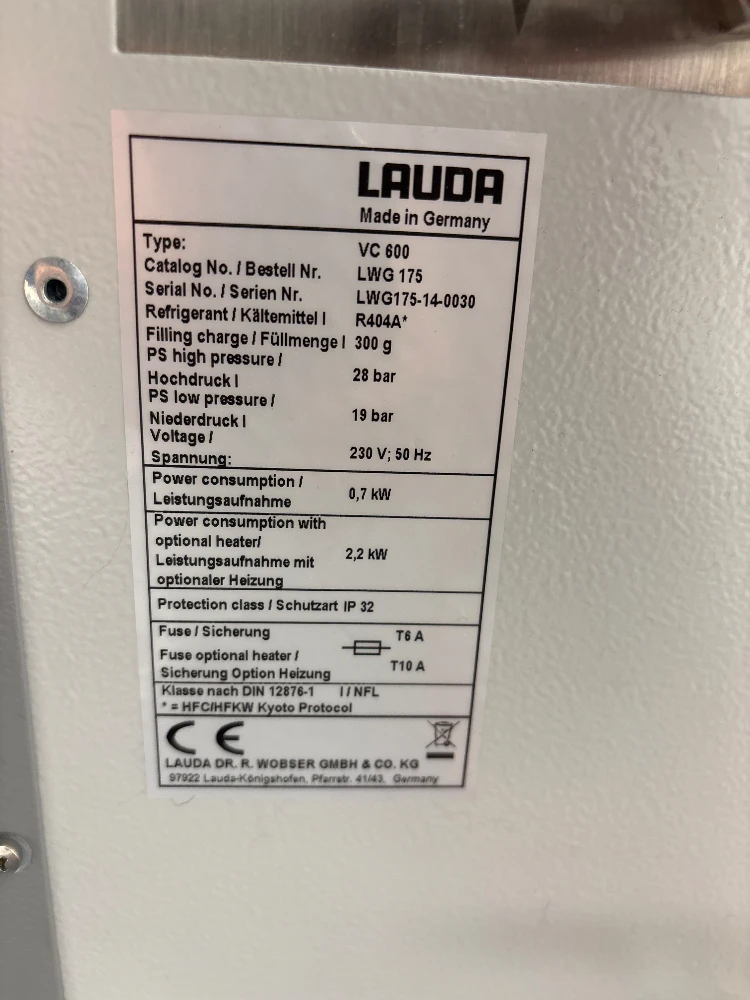 LAUDA
Made in Germany
Type: VC 600
Catalog No. / Bestell Nr. LWG 175
Serial No. / Serien Nr. LWG175-14-0030
Refrigerant / Kältemittel I R404A*
Filling charge / Füllmenge I 300 g
PS high pressure /
Hochdruck I 28 bar
PS low pressure /
Niederdruck I 19 bar
Voltage /
Spannung: 230 V; 50 Hz
Power consumption /
Leistungsaufnahme 0,7 kW
Power consumption with
optional heater/
Leistungsaufnahme mit 2,2 kW
optionaler Heizung
Protection class / Schutzart IP 32
Fuse / Sicherung T6 A
Fuse optional heater /
Sicherung Option Heizung T10 A
Klasse nach DIN 12876-1 I / NFL
* = HFC/HFKW Kyoto Protocol
CE
LAUDA DR. R. WOBSER GMBH & CO. KG
97922 Lauda-Königshofen, Pfarrstr. 41/43, Germany